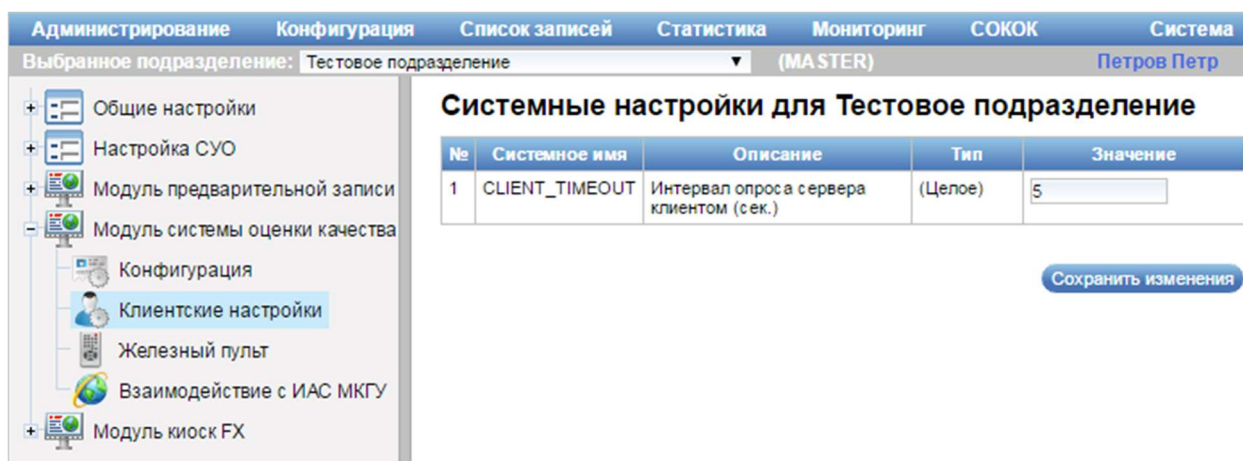 Администрирование Конфигурация Список записей Статистика Мониторинг СОКОК Система
Выбранное подразделение: Тестовое подразделение (MASTER) Петров Петр
Общие настройки
Настройка СУО
Модуль предварительной записи
Модуль системы оценки качества
Конфигурация
Клиентские настройки
Железный пульт
Взаимодействие с ИАС МКГУ
Модуль киоск FX
Системные настройки для Тестовое подразделение
№ Системное имя Описание Тип Значение
1 CLIENT_TIMEOUT Интервал опроса сервера (Целое) 5
клиентом (сек.)
Сохранить изменения